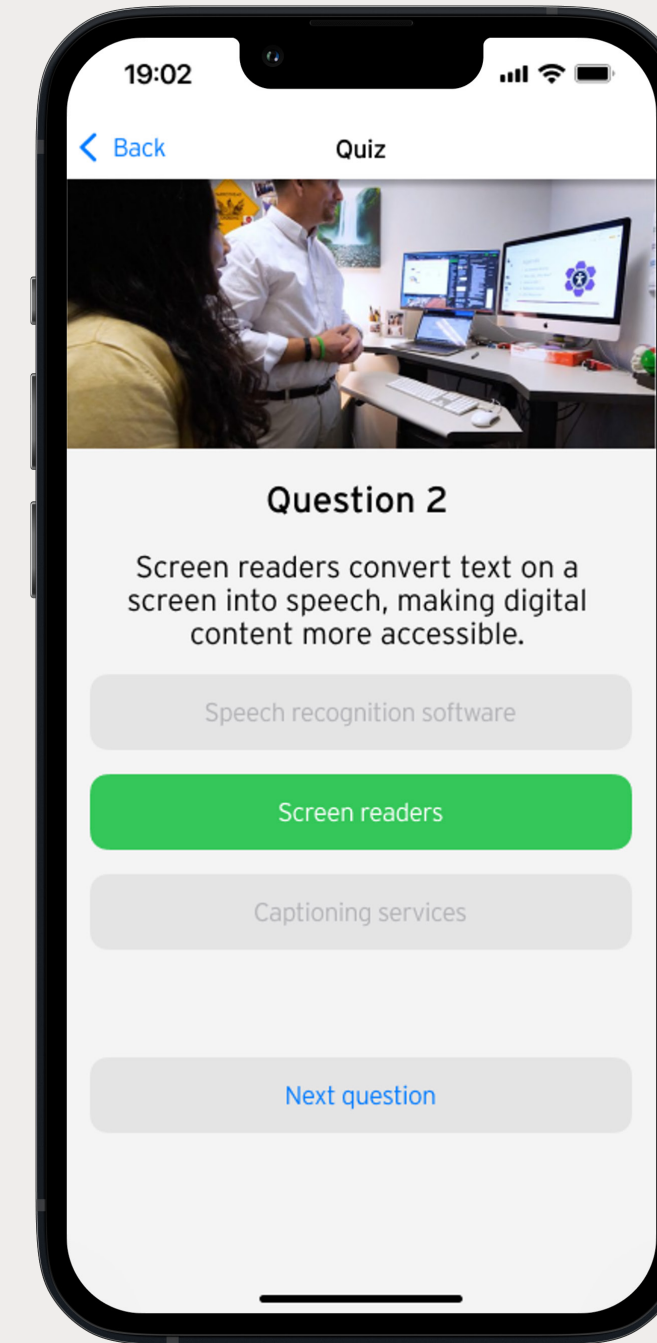 19:02
Back
Quiz
Question 2
Screen readers convert text on a
screen into speech, making digital
content more accessible.
Speech recognition software
Screen readers
Captioning services
Next question